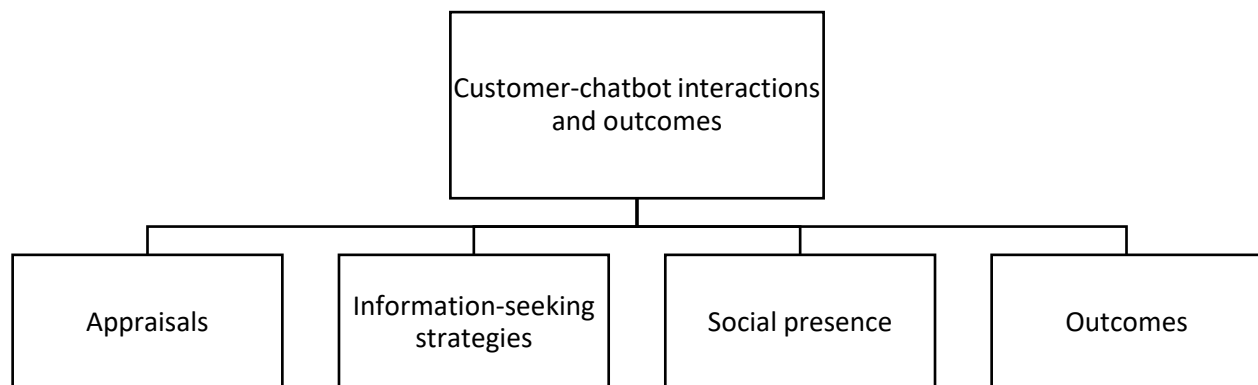 Customer-chatbot interactions
and outcomes
Appraisals
Information-seeking
strategies
Social presence
Outcomes